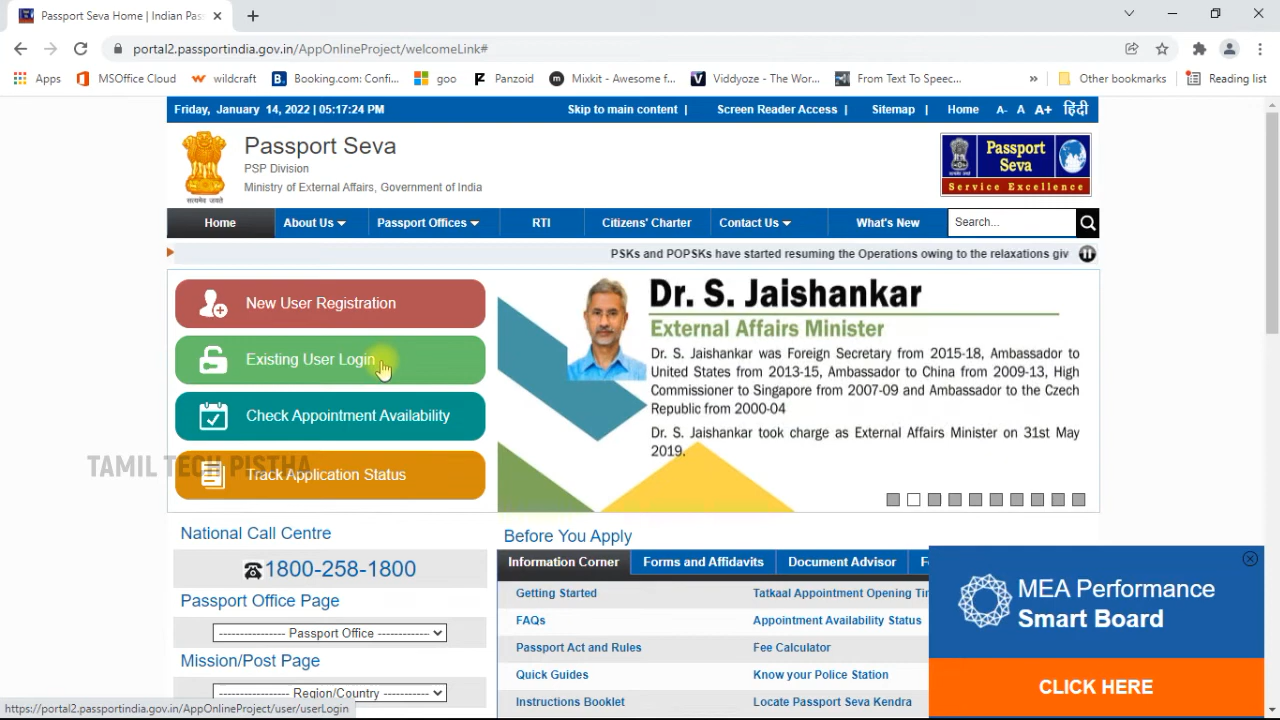 Passport Seva Home | Indian Pas
portal2.passportindia.gov.in/AppOnlineProject/welcomeLink#
Apps
MSOffice Cloud
wildcraft
Booking.com: Confi...
goo
Panzoid
Mixkit - Awesome f...
Viddyoze - The Wor...
From Text To Speec...
»
Other bookmarks
Reading list
Friday, January 14, 2022 | 05:17:24 PM
Skip to main content |
Screen Reader Access |
Sitemap |
Home
A- A A+ हिंदी
सत्यमेव जयते
Passport Seva
PSP Division
Ministry of External Affairs, Government of India
Passport
Seva
Service Excellence
Home
About Us
Passport Offices
RTI
Citizens' Charter
Contact Us
What's New
Search...
PSKs and POPSKs have started resuming the Operations owing to the relaxations giv
New User Registration
Existing User Login
Check Appointment Availability
Track Application Status
TAMIL TECH PISTHA
Dr. S. Jaishankar
External Affairs Minister
Dr. S. Jaishankar was Foreign Secretary from 2015-18, Ambassador to
United States from 2013-15, Ambassador to China from 2009-13, High
Commissioner to Singapore from 2007-09 and Ambassador to the Czech
Republic from 2000-04
Dr. S. Jaishankar took charge as External Affairs Minister on 31st May
2019.
National Call Centre
1800-258-1800
Passport Office Page
---------------- Passport Office ----------------
Mission/Post Page
---------------- Region/Country ----------------
Before You Apply
Information Corner
Forms and Affidavits
Document Advisor
Getting Started
Tatkaal Appointment Opening
FAQs
Appointment Availability Status
Passport Act and Rules
Fee Calculator
Quick Guides
Know your Police Station
Instructions Booklet
Locate Passport Seva Kendra
MEA Performance
Smart Board
CLICK HERE
https://portal2.passportindia.gov.in/AppOnlineProject/user/userLogin